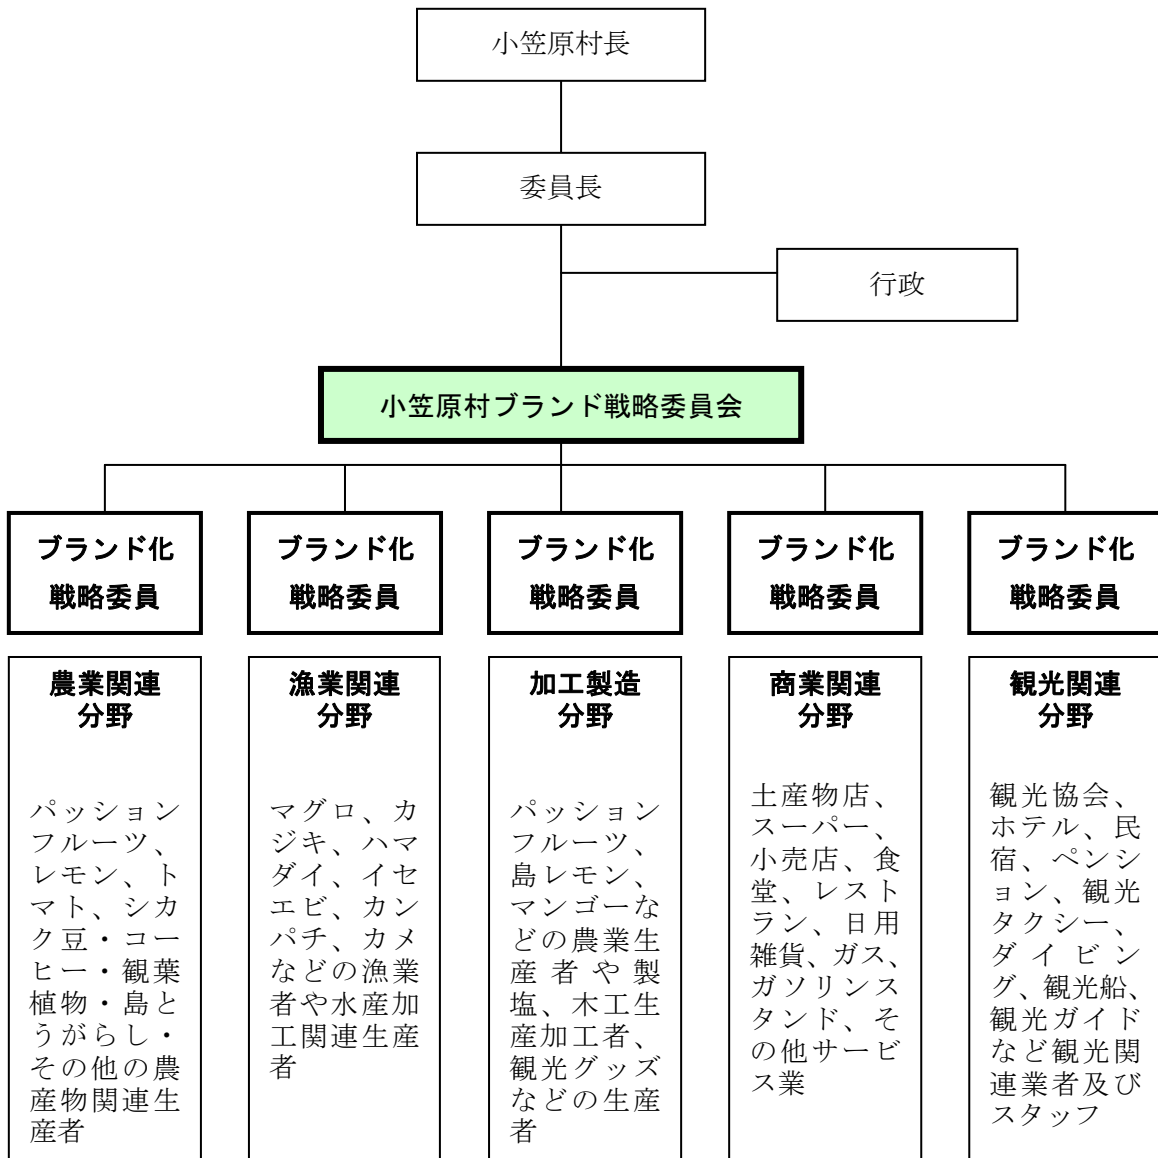 小笠原村長
委員長
行政
小笠原村ブランド戦略委員会
ブランド化
戦略委員
ブランド化
戦略委員
ブランド化
戦略委員
ブランド化
戦略委員
ブランド化
戦略委員
農業関連
分野
パッション
フルーツ、
レモン、ト
マト、シカ
ク豆・コー
ヒー・観葉
植物・島と
うがらし・
その他の農
産物関連生
産者
漁業関連
分野
マグロ、カ
ジキ、ハマ
ダイ、イセ
エビ、カン
パチ、カメ
などの漁業
者や水産加
工関連生産
者
加工製造
分野
パッション
フルーツ、
島レモン、
マンゴーな
どの農業生
産者や製
塩、木工生
産加工者、
観光グッズ
などの生産
者
商業関連
分野
土産物店、
スーパー、
小売店、食
堂、レスト
ラン、日用
雑貨、ガス、
ガソリンス
タンド、そ
の他サービ
ス業
観光関連
分野
観光協会、
ホテル、民
宿、ペンシ
ョン、観光
タクシー、
ダイビン
グ、観光船、
観光ガイド
など観光関
連業者及び
スタッフ